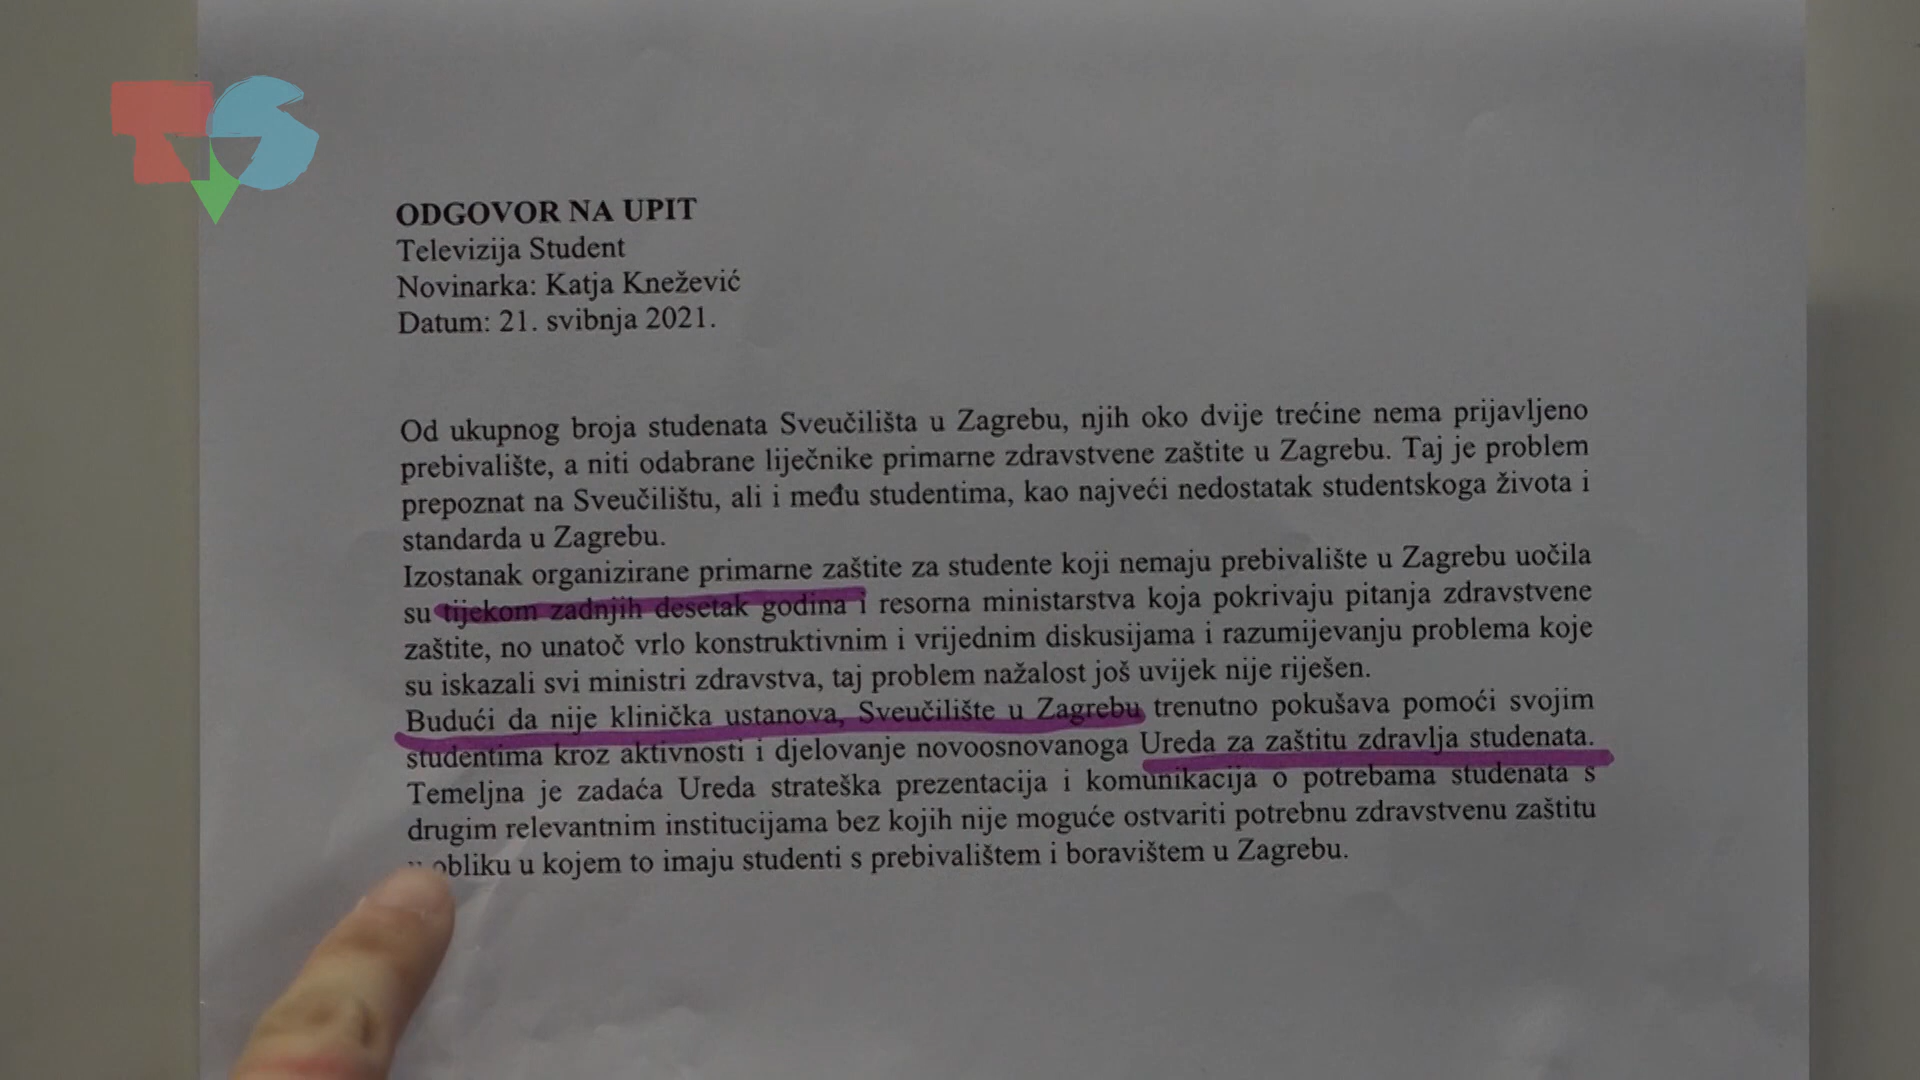 TS
ODGOVOR NA UPIT
Televizija Student
Novinarka: Katja Knežević
Datum: 21. svibnja 2021.
Od ukupnog broja studenata Sveučilišta u Zagrebu, njih oko dvije trećine nema prijavljeno
prebivalište, a niti odabrane liječnike primarne zdravstvene zaštite u Zagrebu. Taj je problem
prepoznat na Sveučilištu, ali i među studentima, kao najveći nedostatak studentskoga života i
standarda u Zagrebu.
Izostanak organizirane primarne zaštite za studente koji nemaju prebivalište u Zagrebu uočila
su tijekom zadnjih desetak godina i resorna ministarstva koja pokrivaju pitanja zdravstvene
zaštite, no unatoč vrlo konstruktivnim i vrijednim diskusijama i razumijevanju problema koje
su iskazali svi ministri zdravstva, taj problem nažalost još uvijek nije riješen.
Budući da nije klinička ustanova, Sveučilište u Zagrebu trenutno pokušava pomoći svojim
studentima kroz aktivnosti i djelovanje novoosnovanoga Ureda za zaštitu zdravlja studenata.
Temeljna je zadaća Ureda strateška prezentacija i komunikacija o potrebama studenata s
drugim relevantnim institucijama bez kojih nije moguće ostvariti potrebnu zdravstvenu zaštitu
obliku u kojem to imaju studenti s prebivalištem i boravištem u Zagrebu.